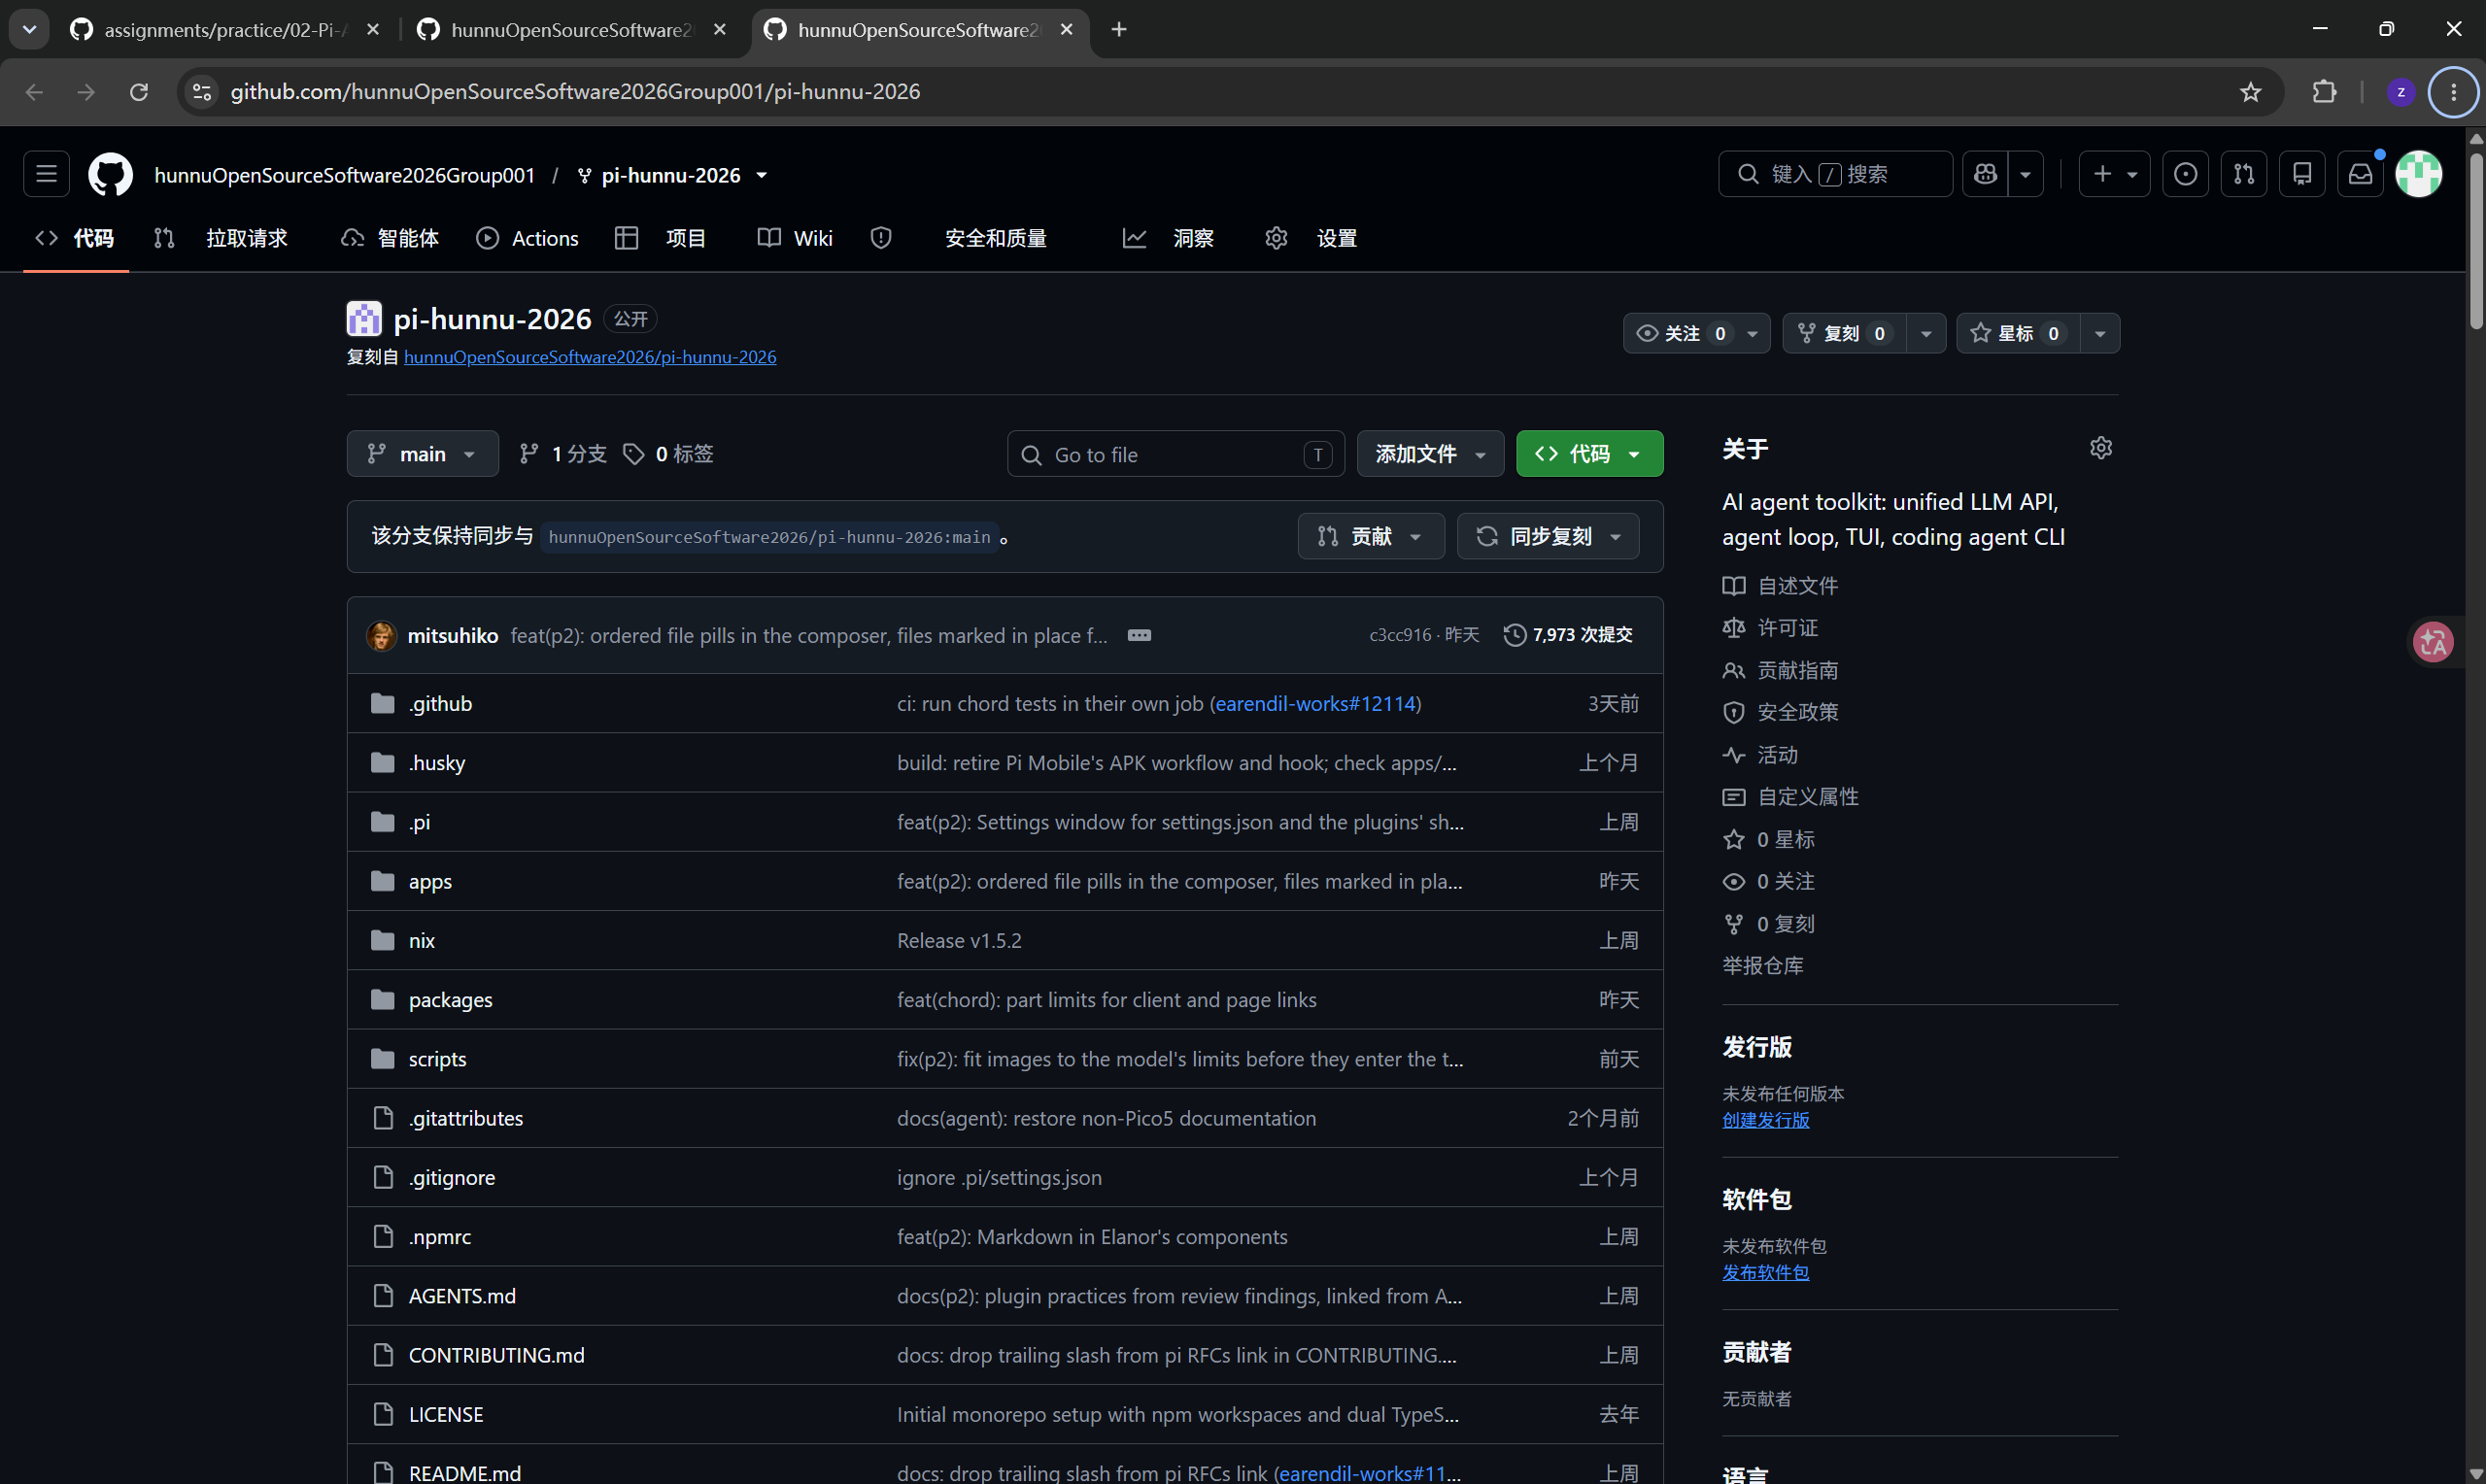 assignments/practice/02-Pi-A
hunnuOpenSourceSoftware2
hunnuOpenSourceSoftware2
github.com/hunnuOpenSourceSoftware2026Group001/pi-hunnu-2026
z
hunnuOpenSourceSoftware2026Group001 / pi-hunnu-2026
键入 / 搜索
代码 拉取请求 智能体 Actions 项目 Wiki 安全和质量 洞察 设置
pi-hunnu-2026 公开
复刻自 hunnuOpenSourceSoftware2026/pi-hunnu-2026
关注 0 复刻 0 星标 0
main 1 分支 0 标签 Go to file T 添加文件 代码
该分支保持同步与 hunnuOpenSourceSoftware2026/pi-hunnu-2026:main 。 贡献 同步复刻
mitsuhiko feat(p2): ordered file pills in the composer, files marked in place f... c3cc916 · 昨天 7,973 次提交
.github ci: run chord tests in their own job (earendil-works#12114) 3天前
.husky build: retire Pi Mobile's APK workflow and hook; check apps/... 上个月
.pi feat(p2): Settings window for settings.json and the plugins' sh... 上周
apps feat(p2): ordered file pills in the composer, files marked in pla... 昨天
nix Release v1.5.2 上周
packages feat(chord): part limits for client and page links 昨天
scripts fix(p2): fit images to the model's limits before they enter the t... 前天
.gitattributes docs(agent): restore non-Pico5 documentation 2个月前
.gitignore ignore .pi/settings.json 上个月
.npmrc feat(p2): Markdown in Elanor's components 上周
AGENTS.md docs(p2): plugin practices from review findings, linked from A... 上周
CONTRIBUTING.md docs: drop trailing slash from pi RFCs link in CONTRIBUTING.... 上周
LICENSE Initial monorepo setup with npm workspaces and dual TypeS... 去年
README.md docs: drop trailing slash from pi RFCs link (earendil-works#11... 上周
关于
AI agent toolkit: unified LLM API,
agent loop, TUI, coding agent CLI
自述文件
许可证
贡献指南
安全政策
活动
自定义属性
0 星标
0 关注
0 复刻
举报仓库
发行版
未发布任何版本
创建发行版
软件包
未发布软件包
发布软件包
贡献者
无贡献者
语言